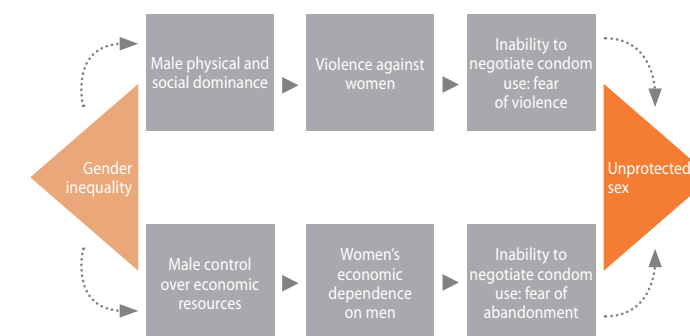 Male physical and
social dominance
Violence against
women
Inability to
negotiate condom
use: fear
of violence
Gender
inequality
Unprotected
sex
Male control
over economic
resources
Women's
economic
dependence
on men
Inability to
negotiate condom
use: fear of
abandonment